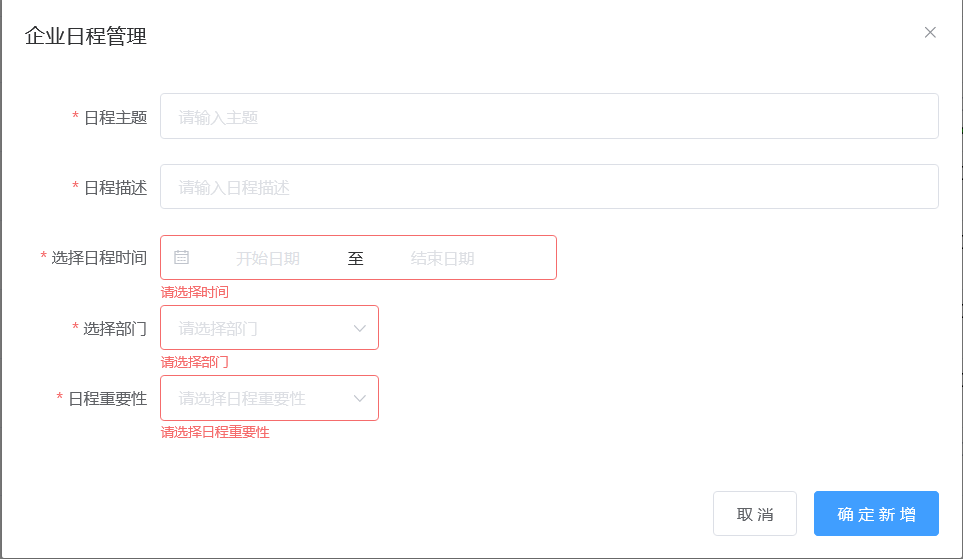 企业日程管理
* 日程主题 请输入主题
* 日程描述 请输入日程描述
* 选择日程时间 开始日期 至 结束日期
请选择时间
* 选择部门 请选择部门
请选择部门
* 日程重要性 请选择日程重要性
请选择日程重要性
取 消 确 定 新 增